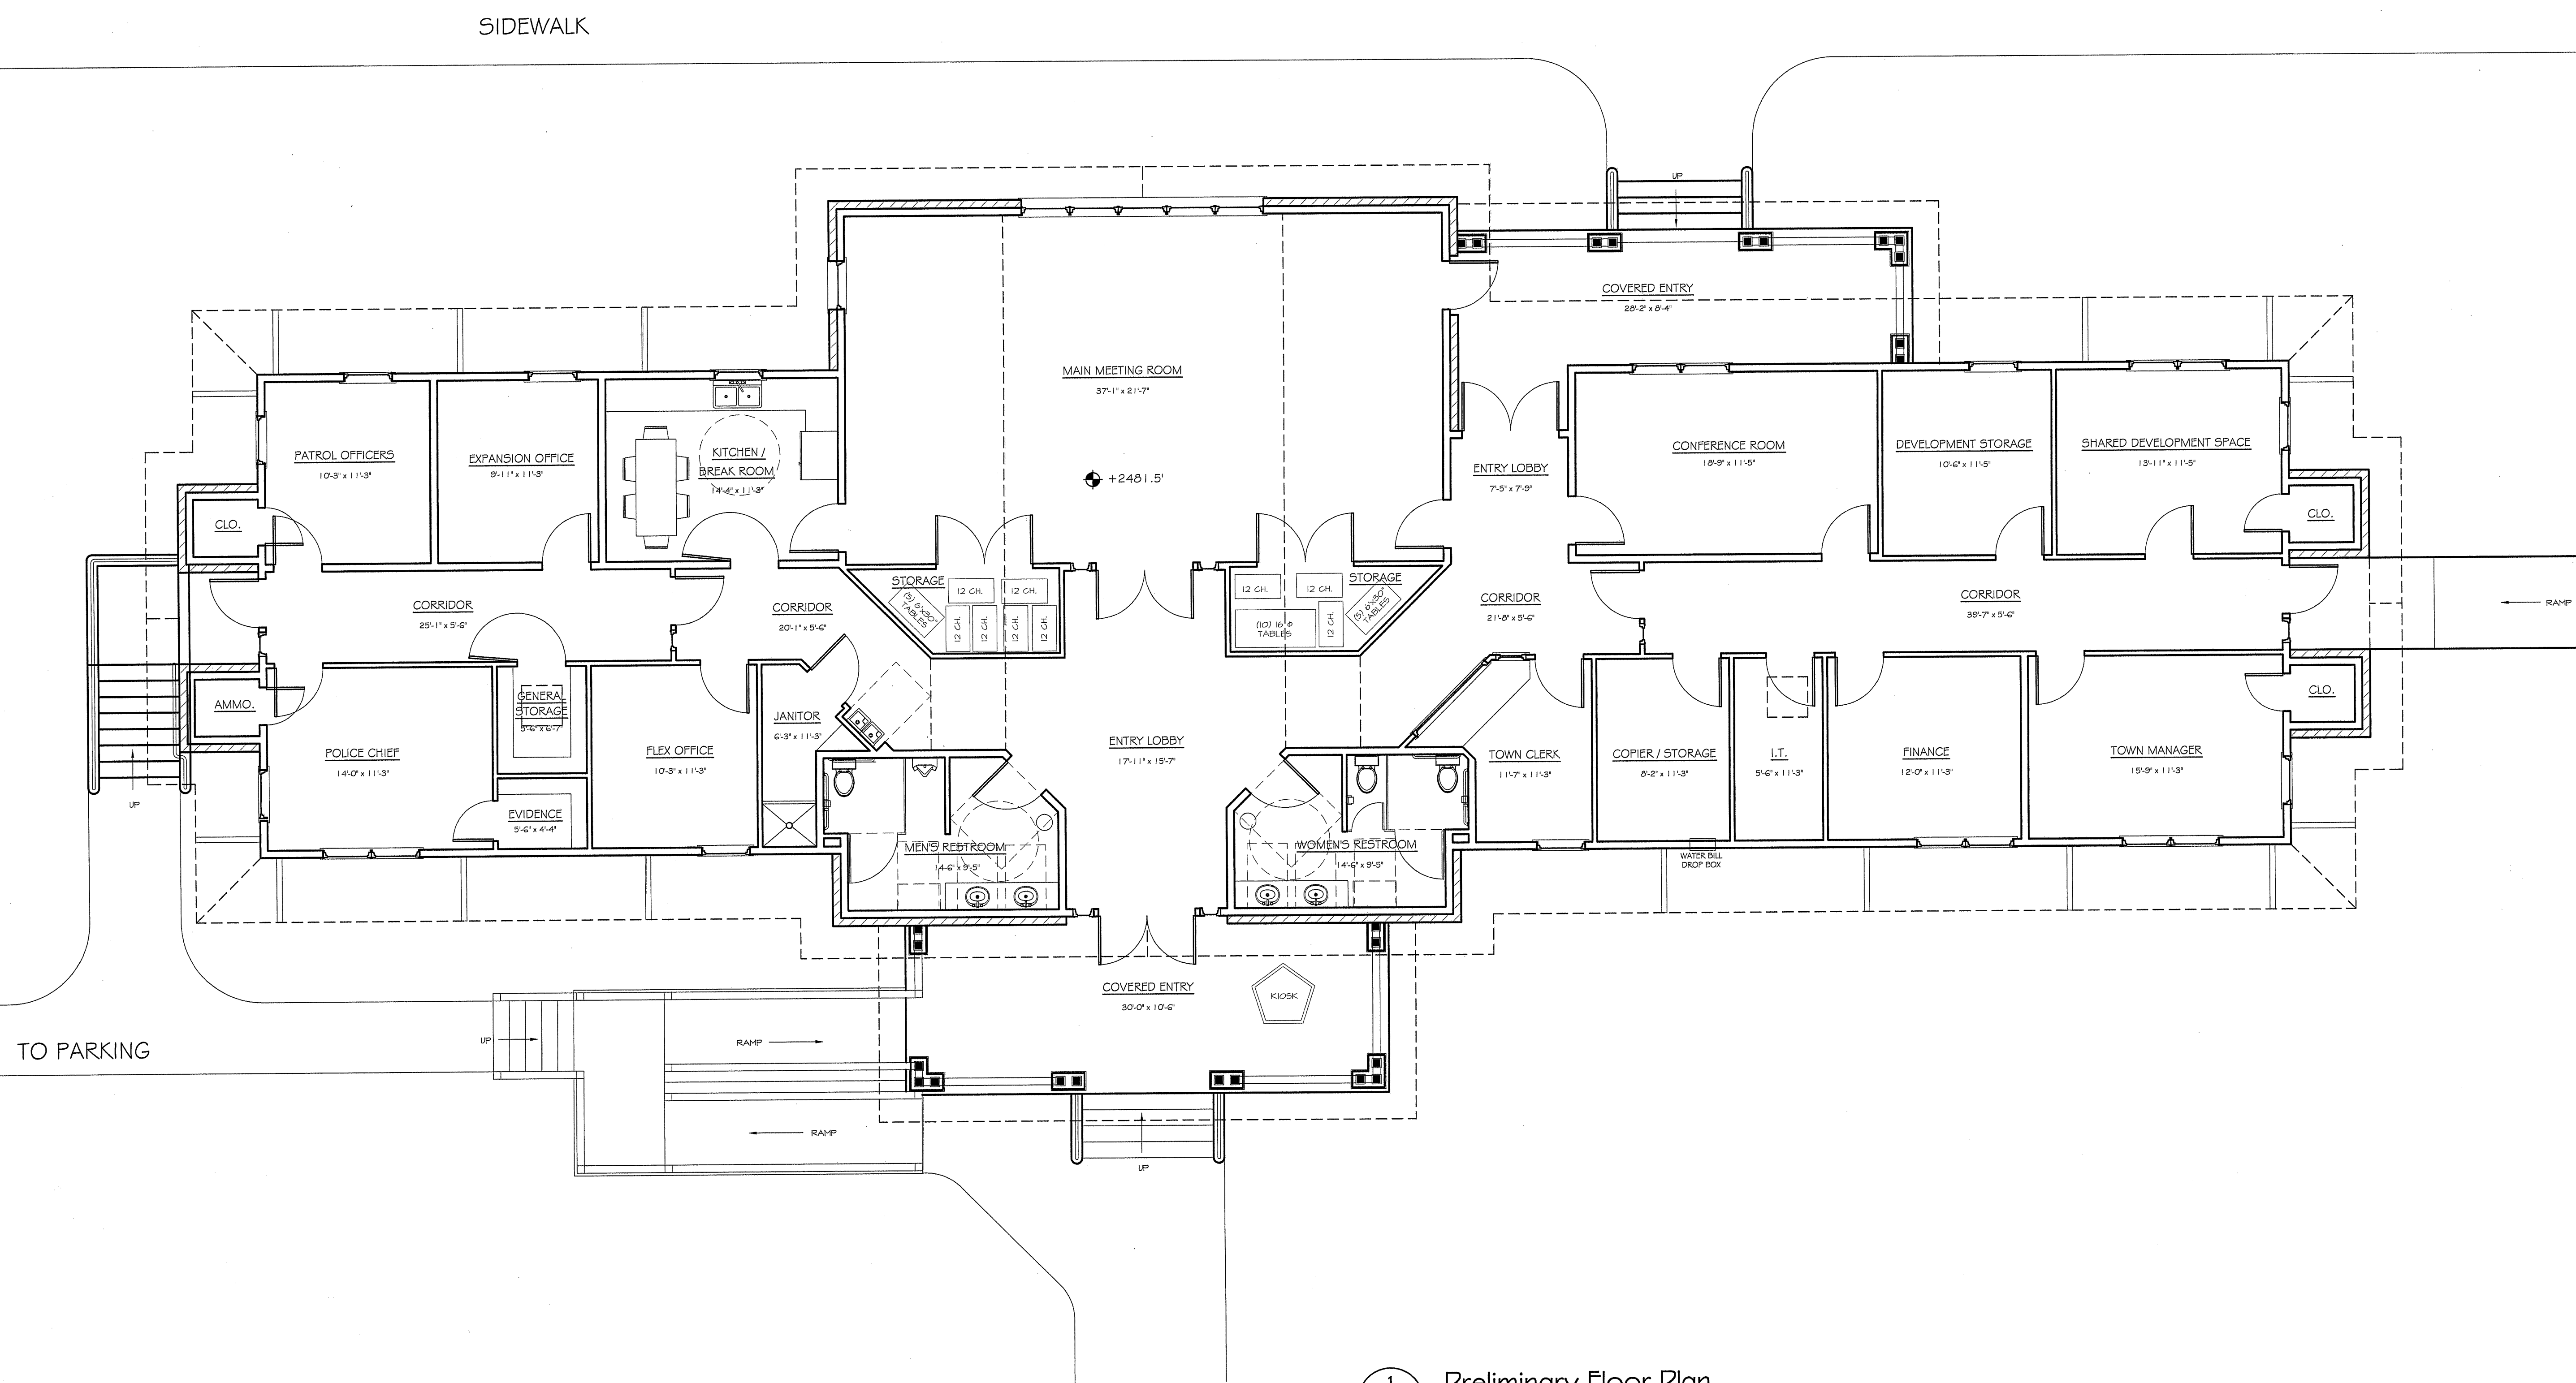 SIDEWALK
UP
COVERED ENTRY
28'-2" x 8'-4"
MAIN MEETING ROOM
37'-1" x 21'-7"
+2481.5'
PATROL OFFICERS
10'-3" x 11'-3"
EXPANSION OFFICE
9'-11" x 11'-3"
KITCHEN /
BREAK ROOM
14'-4" x 11'-3"
ENTRY LOBBY
7'-5" x 7'-9"
CONFERENCE ROOM
18'-9" x 11'-5"
DEVELOPMENT STORAGE
10'-6" x 11'-5"
SHARED DEVELOPMENT SPACE
13'-11" x 11'-5"
CLO.
CLO.
STORAGE
12 CH.
12 CH.
(5) 6'x30"
TABLES
12 CH.
12 CH.
12 CH.
12 CH.
STORAGE
12 CH.
12 CH.
(5) 6'x30"
TABLES
TABLES
12 CH.
CORRIDOR
25'-1" x 5'-6"
CORRIDOR
20'-1" x 5'-6"
CORRIDOR
21'-8" x 5'-6"
CORRIDOR
39'-7" x 5'-6"
RAMP
AMMO.
POLICE CHIEF
14'-0" x 11'-3"
GENERAL
STORAGE
5'-6" x 6'-7"
EVIDENCE
5'-6" x 4'-4"
FLEX OFFICE
10'-3" x 11'-3"
JANITOR
6'-3" x 11'-3"
ENTRY LOBBY
17'-11" x 15'-7"
TOWN CLERK
11'-7" x 11'-3"
COPIER / STORAGE
8'-2" x 11'-3"
I.T.
5'-6" x 11'-3"
FINANCE
12'-0" x 11'-3"
TOWN MANAGER
15'-9" x 11'-3"
CLO.
UP
MEN'S RESTROOM
14'-6" x 9'-5"
WOMEN'S RESTROOM
14'-6" x 9'-5"
WATER BILL
DROP BOX
COVERED ENTRY
30'-0" x 10'-6"
KIOSK
TO PARKING
UP
RAMP
RAMP
UP
1
Preliminary Floor Plan